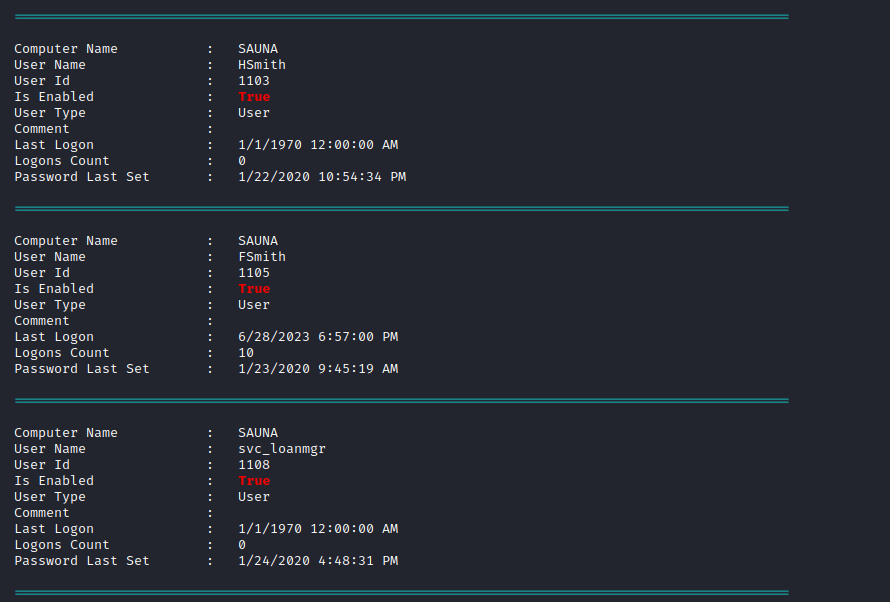 Computer Name : SAUNA
User Name : HSmith
User Id : 1103
Is Enabled : True
User Type : User
Comment :
Last Logon : 1/1/1970 12:00:00 AM
Logons Count : 0
Password Last Set : 1/22/2020 10:54:34 PM
Computer Name : SAUNA
User Name : FSmith
User Id : 1105
Is Enabled : True
User Type : User
Comment :
Last Logon : 6/28/2023 6:57:00 PM
Logons Count : 10
Password Last Set : 1/23/2020 9:45:19 AM
Computer Name : SAUNA
User Name : svc_loanmgr
User Id : 1108
Is Enabled : True
User Type : User
Comment :
Last Logon : 1/1/1970 12:00:00 AM
Logons Count : 0
Password Last Set : 1/24/2020 4:48:31 PM